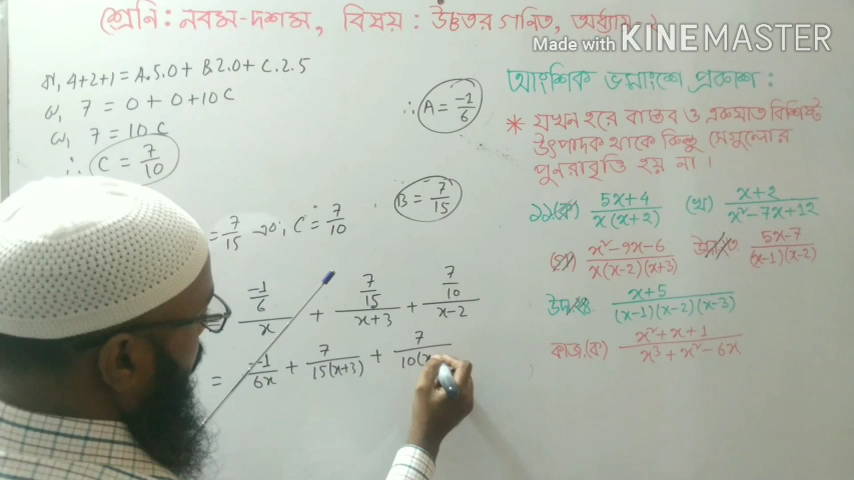 শ্রেনি: নবম-দশম, বিষয় : উচ্চতর গনিত, অধ্যায়-২
Made with KINEMASTER
বা, 4+2+1 = A.5.0 + B.2.0 + C.2.5
বা, 7 = 0 + 0 + 10C
বা, 7 = 10C
∴ C = 7/10
∴ A = -1/6
B = 7/15
= 7/15 এবং, C = 7/10
(-1/6)/x + (7/15)/(x+3) + (7/10)/(x-2)
= -1/6x + 7/15(x+3) + 7/10(x
আংশিক ভগ্নাংশে প্রকাশ :
* যখন হরে বাস্তব ও একঘাত বিশিষ্ট
উৎপাদক থাকে কিন্তু সেগুলোর
পুনরাবৃত্তি হয় না।
১১.(ক) (5x+4)/(x(x+2)) (খ) (x+2)/(x²-7x+12)
(গ) (x²-9x-6)/(x(x-2)(x+3)) (5x-7)/((x-1)(x-2))
(x+5)/((x-1)(x-2)(x-3))
কাজ.(ক) (x²+x+1)/(x³+x²-6x)